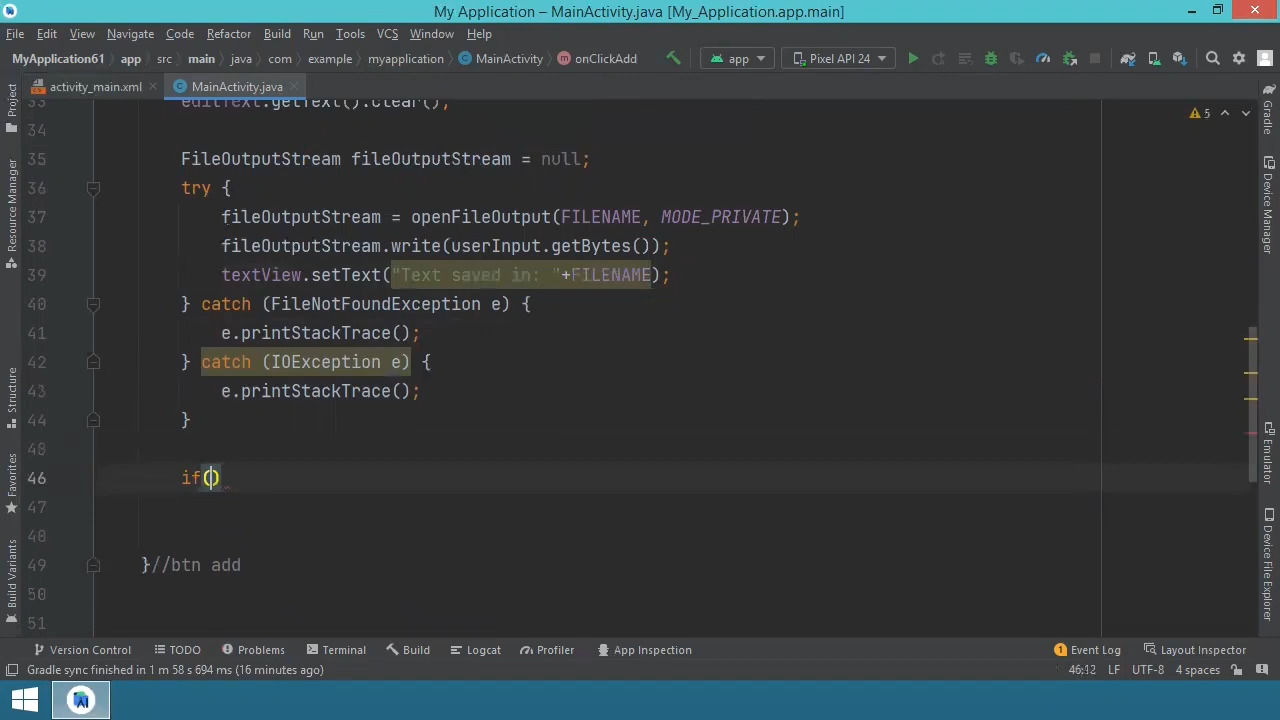 My Application – MainActivity.java [My_Application.app.main]
File Edit View Navigate Code Refactor Build Run Tools VCS Window Help
MyApplication61 app src main java com example myapplication MainActivity onClickAdd app Pixel API 24
activity_main.xml MainActivity.java
Project
Resource Manager
Structure
Favorites
Build Variants
33 editText.getText().clear();
34
35 FileOutputStream fileOutputStream = null;
36 try {
37 fileOutputStream = openFileOutput(FILENAME, MODE_PRIVATE);
38 fileOutputStream.write(userInput.getBytes());
39 textView.setText("Text saved in: "+FILENAME);
40 } catch (FileNotFoundException e) {
41 e.printStackTrace();
42 } catch (IOException e) {
43 e.printStackTrace();
44 }
48
46 if()
47
48
49 }//btn add
50
51
5
Gradle
Device Manager
Emulator
Device File Explorer
Version Control TODO Problems Terminal Build Logcat Profiler App Inspection 1 Event Log Layout Inspector
Gradle sync finished in 1 m 58 s 694 ms (16 minutes ago) 46:12 LF UTF-8 4 spaces